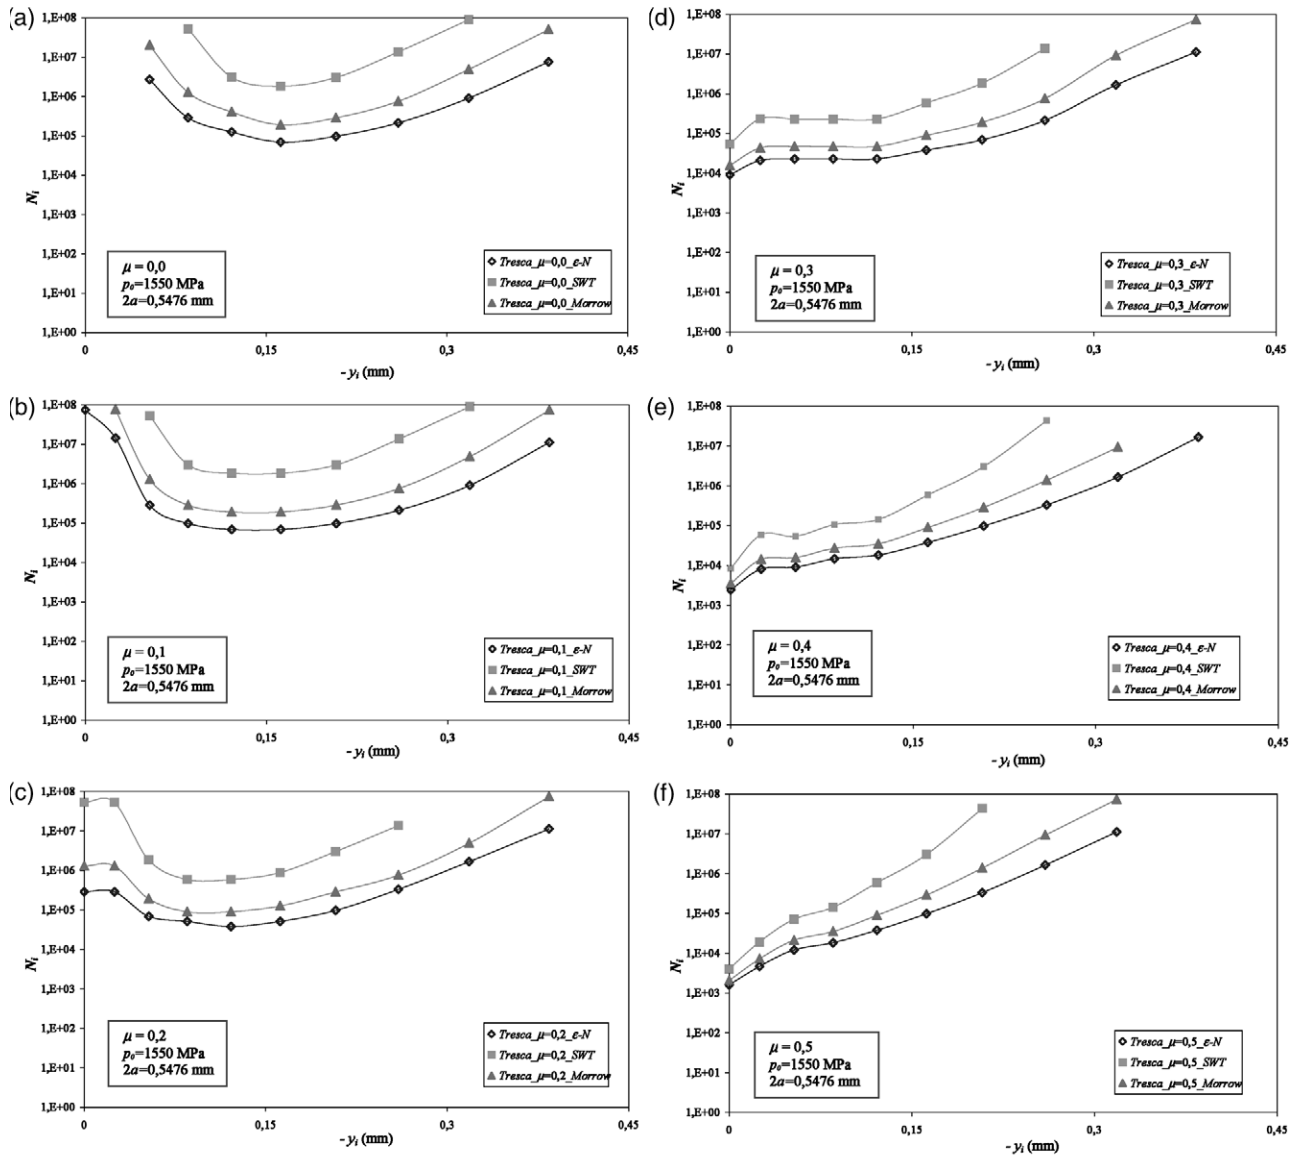 (a)
1,E+08
1,E+07
1,E+06
1,E+05
1,E+04
1,E+03
1,E+02
1,E+01
1,E+00
Ni
0
0,15
0,3
0,45
- yi (mm)
μ = 0,0
p0=1550 MPa
2a=0,5476 mm
Tresca_μ=0,0_ε-N
Tresca_μ=0,0_SWT
Tresca_μ=0,0_Morrow
(b)
1,E+08
1,E+07
1,E+06
1,E+05
1,E+04
1,E+03
1,E+02
1,E+01
1,E+00
Ni
0
0,15
0,3
0,45
- yi (mm)
μ = 0,1
p0=1550 MPa
2a=0,5476 mm
Tresca_μ=0,1_ε-N
Tresca_μ=0,1_SWT
Tresca_μ=0,1_Morrow
(c)
1,E+08
1,E+07
1,E+06
1,E+05
1,E+04
1,E+03
1,E+02
1,E+01
1,E+00
Ni
0
0,15
0,3
0,45
- yi (mm)
μ = 0,2
p0=1550 MPa
2a=0,5476 mm
Tresca_μ=0,2_ε-N
Tresca_μ=0,2_SWT
Tresca_μ=0,2_Morrow
(d)
1,E+08
1,E+07
1,E+06
1,E+05
1,E+04
1,E+03
1,E+02
1,E+01
1,E+00
Ni
0
0,15
0,3
0,45
- yi (mm)
μ = 0,3
p0=1550 MPa
2a=0,5476 mm
Tresca_μ=0,3_ε-N
Tresca_μ=0,3_SWT
Tresca_μ=0,3_Morrow
(e)
1,E+08
1,E+07
1,E+06
1,E+05
1,E+04
1,E+03
1,E+02
1,E+01
1,E+00
Ni
0
0,15
0,3
0,45
- yi (mm)
μ = 0,4
p0=1550 MPa
2a=0,5476 mm
Tresca_μ=0,4_ε-N
Tresca_μ=0,4_SWT
Tresca_μ=0,4_Morrow
(f)
1,E+08
1,E+07
1,E+06
1,E+05
1,E+04
1,E+03
1,E+02
1,E+01
1,E+00
Ni
0
0,15
0,3
0,45
- yi (mm)
μ = 0,5
p0=1550 MPa
2a=0,5476 mm
Tresca_μ=0,5_ε-N
Tresca_μ=0,5_SWT
Tresca_μ=0,5_Morrow